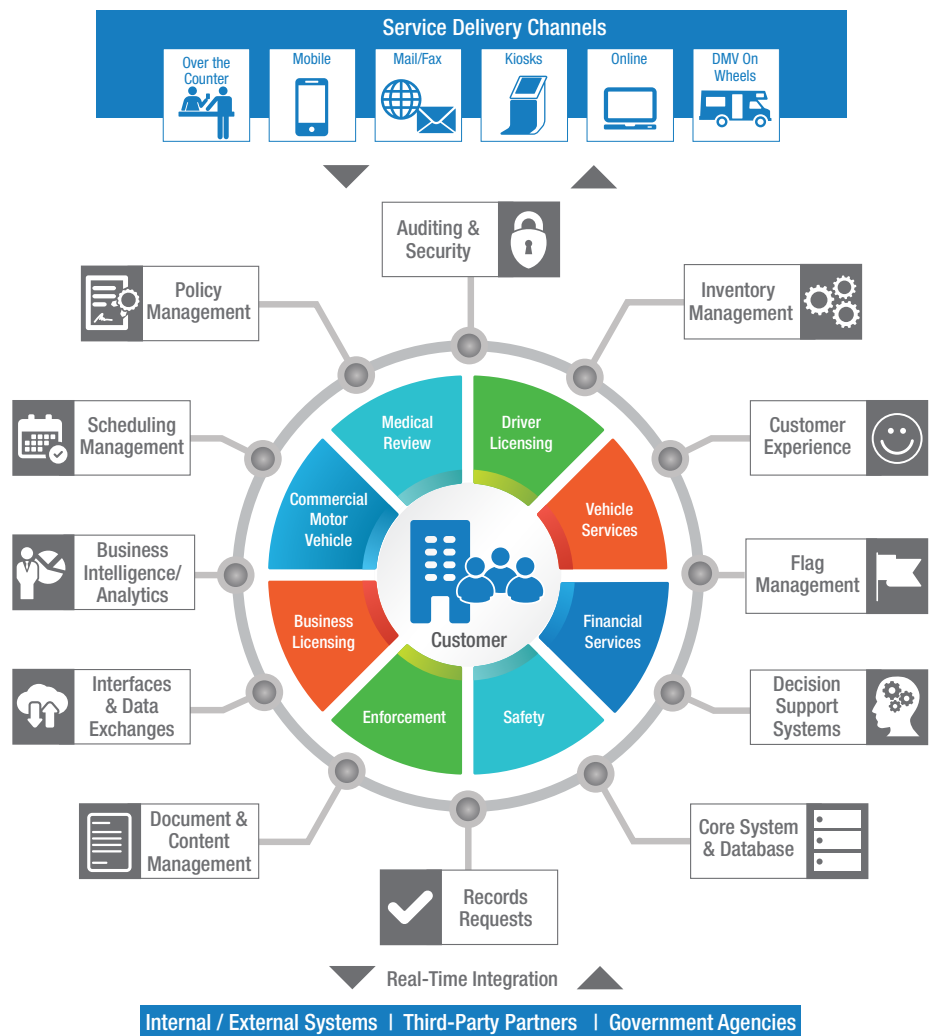 Service Delivery Channels
Over the
Counter
Mobile
Mail/Fax
Kiosks
Online
DMV On
Wheels
Auditing &
Security
Policy
Management
Inventory
Management
Scheduling
Management
Customer
Experience
Medical
Review
Driver
Licensing
Commercial
Motor
Vehicle
Vehicle
Services
Business
Intelligence/
Analytics
Flag
Management
Business
Licensing
Customer
Financial
Services
Interfaces
& Data
Exchanges
Decision
Support
Systems
Enforcement
Safety
Document &
Content
Management
Core System
& Database
Records
Requests
Real-Time Integration
Internal / External Systems | Third-Party Partners | Government Agencies